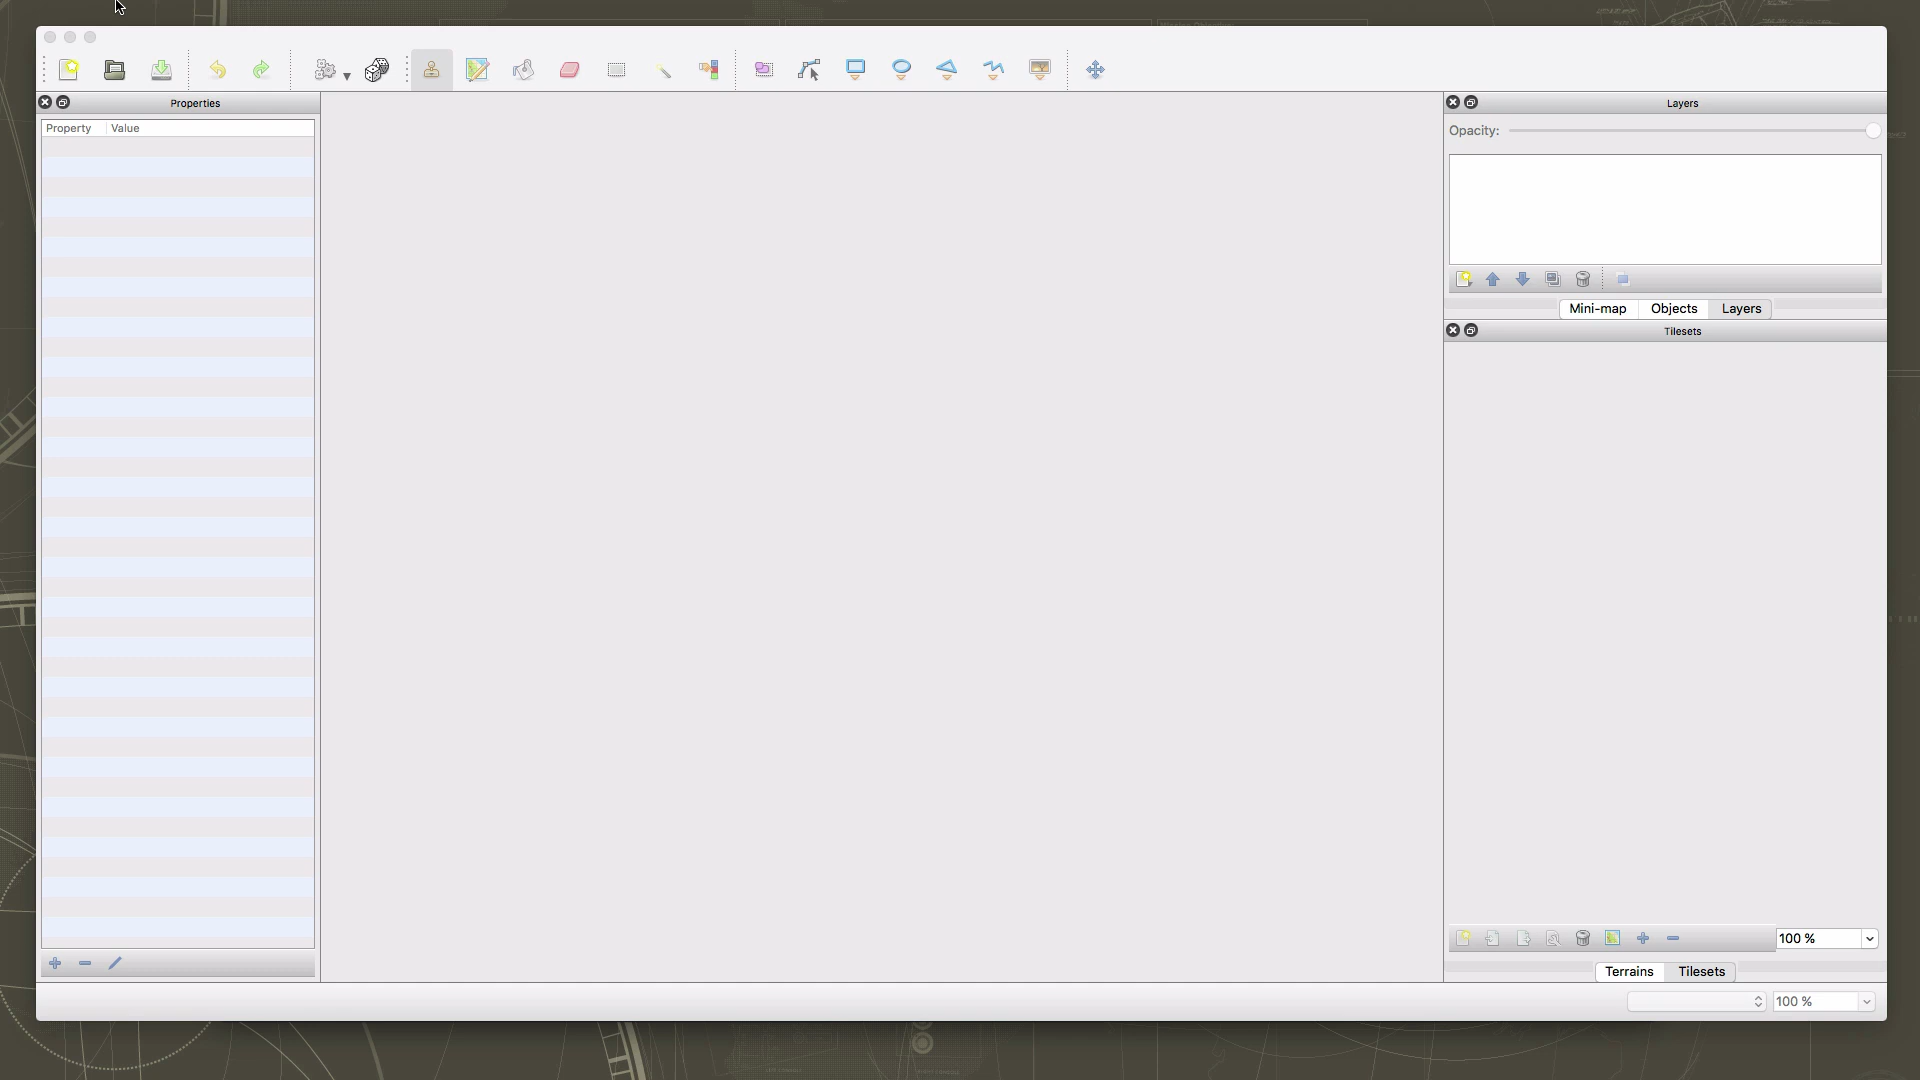 Properties
Property Value
Layers
Opacity:
Mini-map Objects Layers
Tilesets
100 %
Terrains Tilesets
100 %